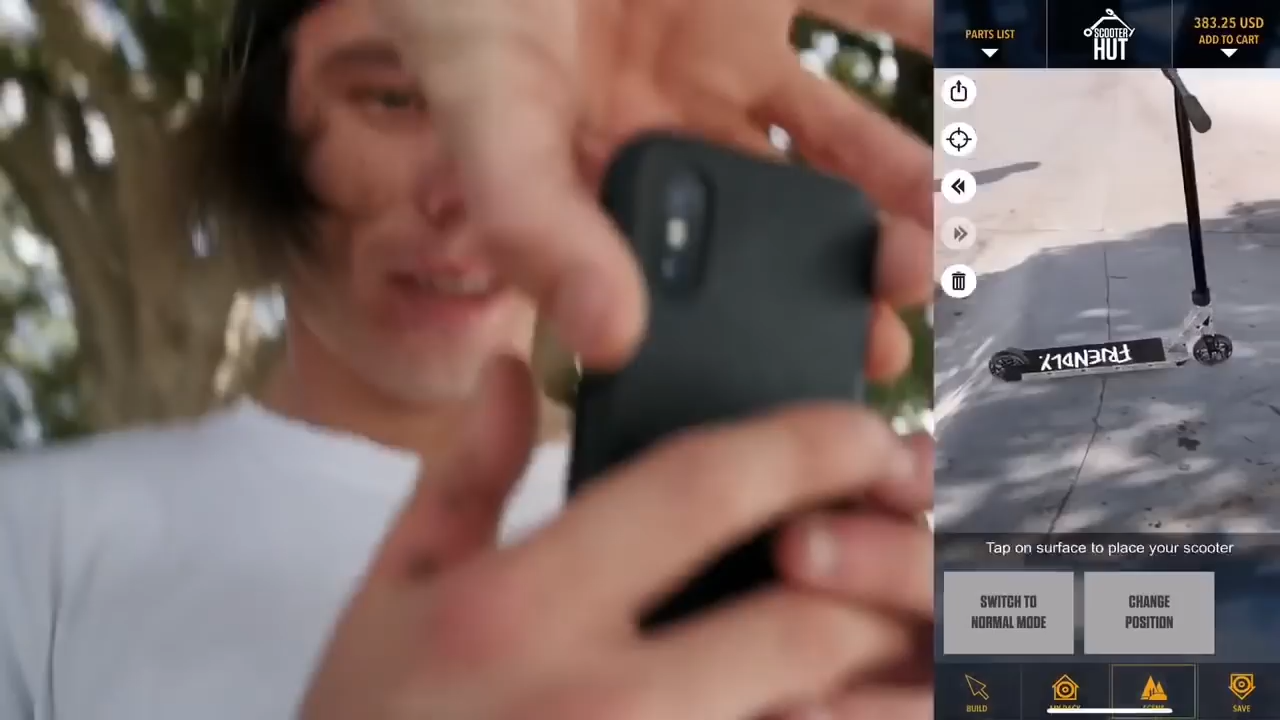 PARTS LIST
SCOOTER
HUT
383.25 USD
ADD TO CART
FRIENDLY.
Tap on surface to place your scooter
SWITCH TO
NORMAL MODE
CHANGE
POSITION
BUILD
SAVE